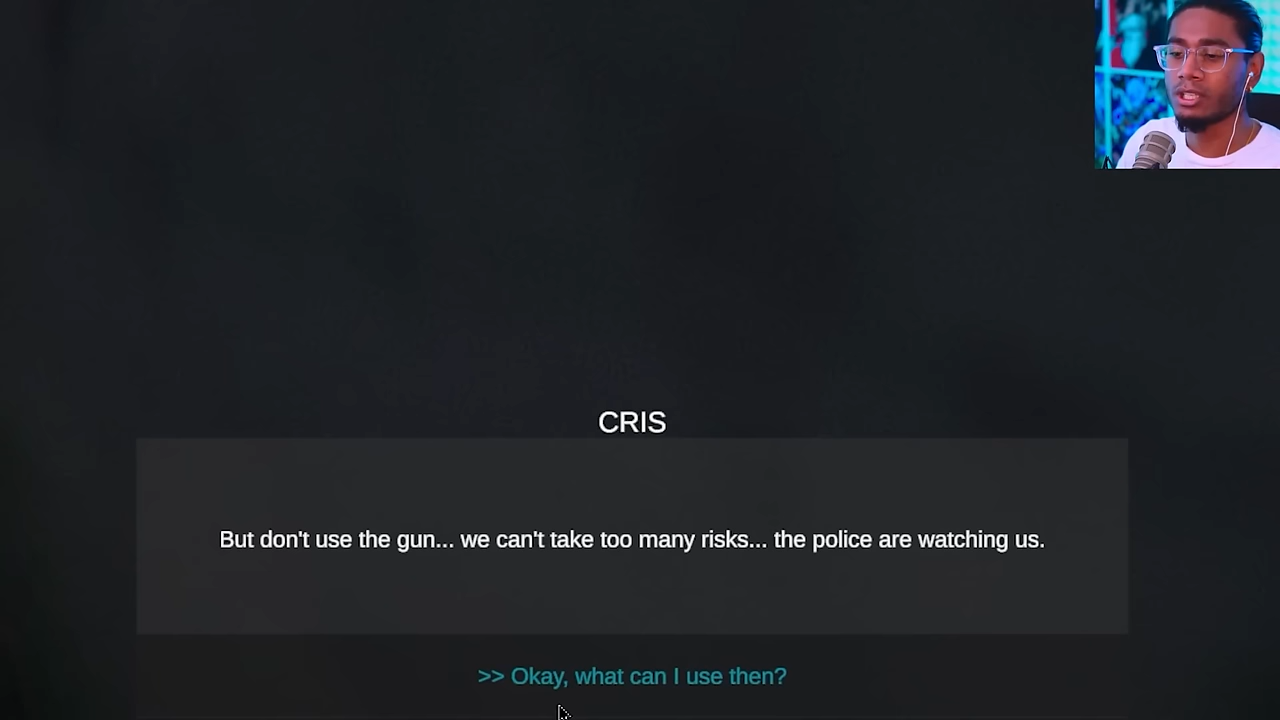 CRIS
But don't use the gun... we can't take too many risks... the police are watching us.
>> Okay, what can I use then?